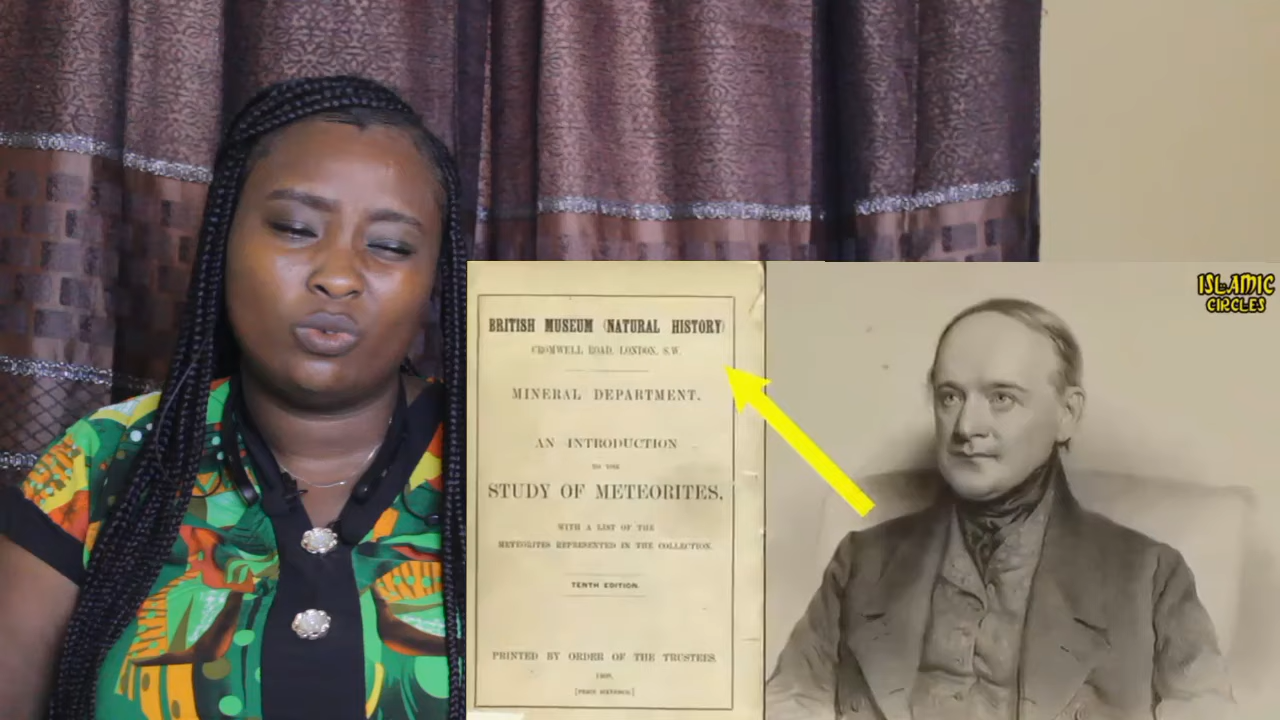 BRITISH MUSEUM (NATURAL HISTORY)
CROMWELL ROAD, LONDON, S.W.
MINERAL DEPARTMENT.
AN INTRODUCTION
TO THE
STUDY OF METEORITES,
WITH A LIST OF THE
METEORITES REPRESENTED IN THE COLLECTION.
TENTH EDITION.
PRINTED BY ORDER OF THE TRUSTEES.
ISLAMIC
CIRCLES